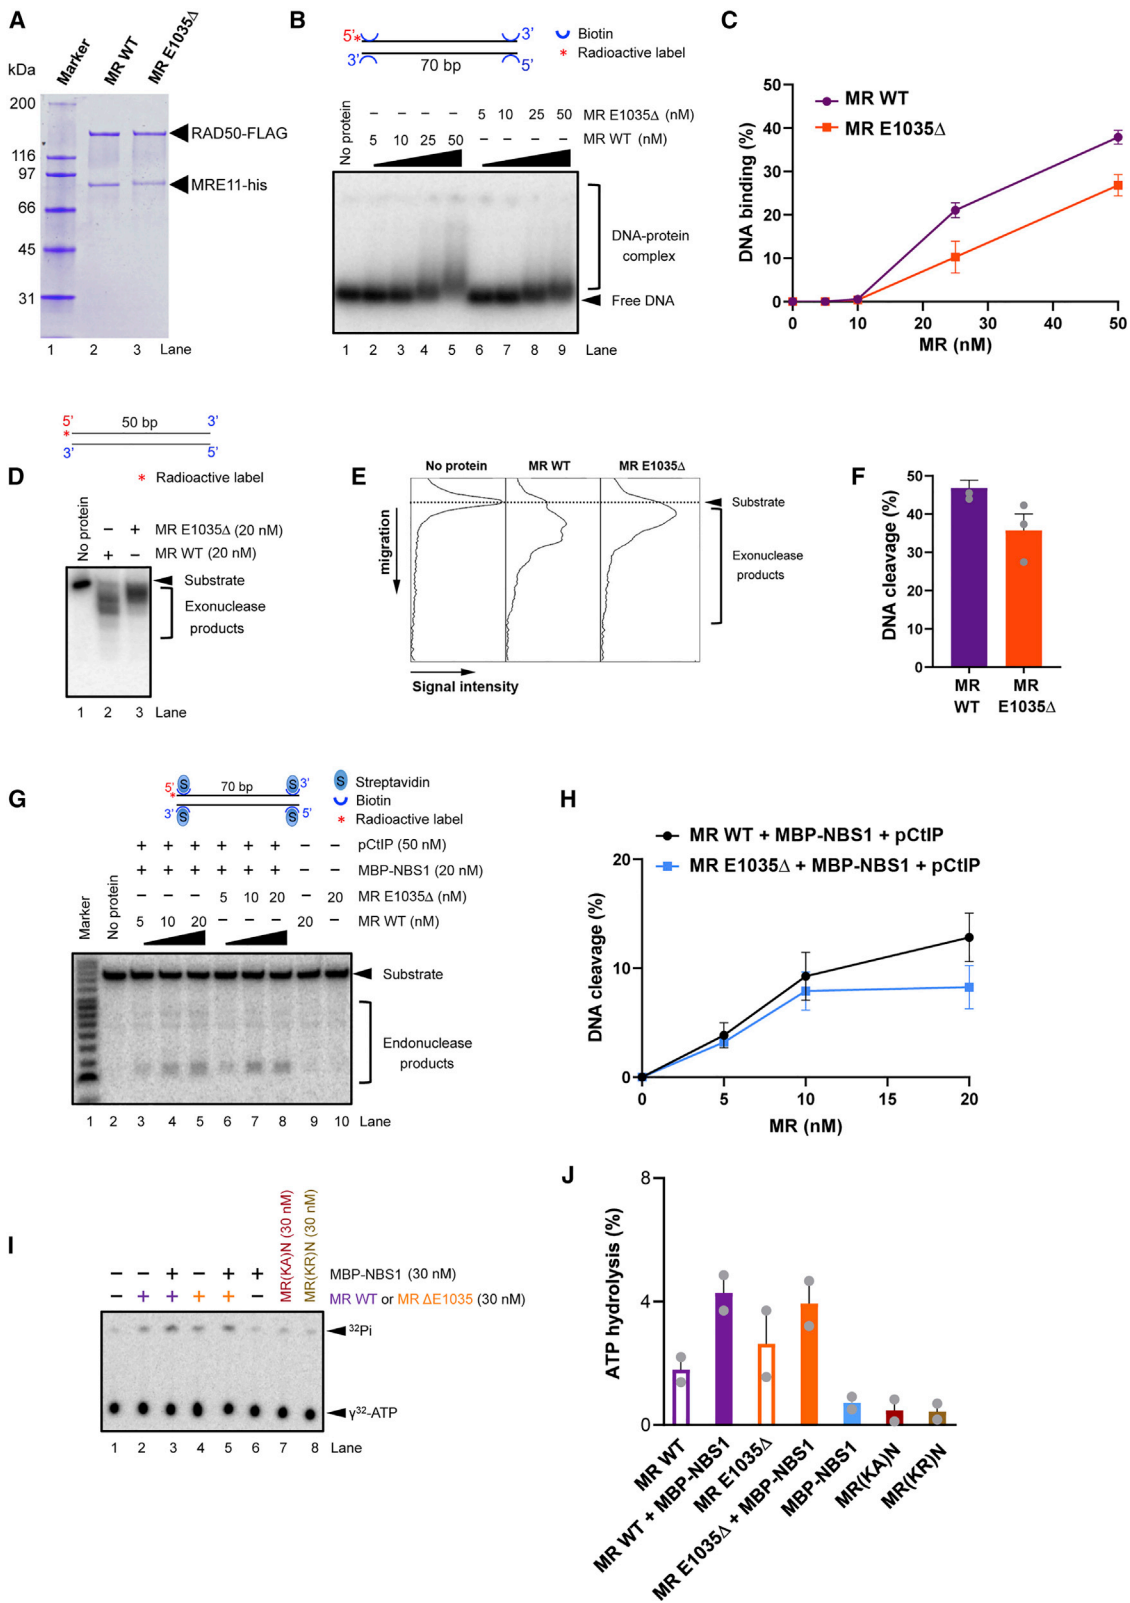 A
kDa
Marker
MR WT
MR E1035Δ
200
116
97
66
45
31
RAD50-FLAG
MRE11-his
1 2 3 Lane
B
5' 3'
* 
3' 70 bp 5'
Biotin
* Radioactive label
No protein
– – – – 5 10 25 50 MR E1035Δ (nM)
5 10 25 50 – – – – MR WT (nM)
DNA-protein
complex
Free DNA
1 2 3 4 5 6 7 8 9 Lane
C
MR WT
MR E1035Δ
DNA binding (%)
50
40
30
20
10
0
0 10 20 30 40 50
MR (nM)
5' 50 bp 3'
*
3' 5'
* Radioactive label
D
No protein
– + MR E1035Δ (20 nM)
+ – MR WT (20 nM)
Substrate
Exonuclease
products
1 2 3 Lane
E
No protein MR WT MR E1035Δ
migration
Substrate
Exonuclease
products
Signal intensity
F
DNA cleavage (%)
50
40
30
20
10
0
MR WT
MR E1035Δ
G
5' S 70 bp S 3'
*
3' S S 5'
S Streptavidin
Biotin
* Radioactive label
Marker
No protein
+ + + + + + – – pCtIP (50 nM)
+ + + + + + – – MBP-NBS1 (20 nM)
– – – 5 10 20 – 20 MR E1035Δ (nM)
5 10 20 – – – 20 – MR WT (nM)
Substrate
Endonuclease
products
1 2 3 4 5 6 7 8 9 10 Lane
H
MR WT + MBP-NBS1 + pCtIP
MR E1035Δ + MBP-NBS1 + pCtIP
DNA cleavage (%)
20
10
0
0 5 10 15 20
MR (nM)
I
MR(KA)N (30 nM)
MR(KR)N (30 nM)
– – + – + + MBP-NBS1 (30 nM)
– + + + + – MR WT or MR ΔE1035 (30 nM)
³²Pi
γ³²-ATP
1 2 3 4 5 6 7 8 Lane
J
ATP hydrolysis (%)
8
4
0
MR WT
MR WT + MBP-NBS1
MR E1035Δ
MR E1035Δ + MBP-NBS1
MBP-NBS1
MR(KA)N
MR(KR)N